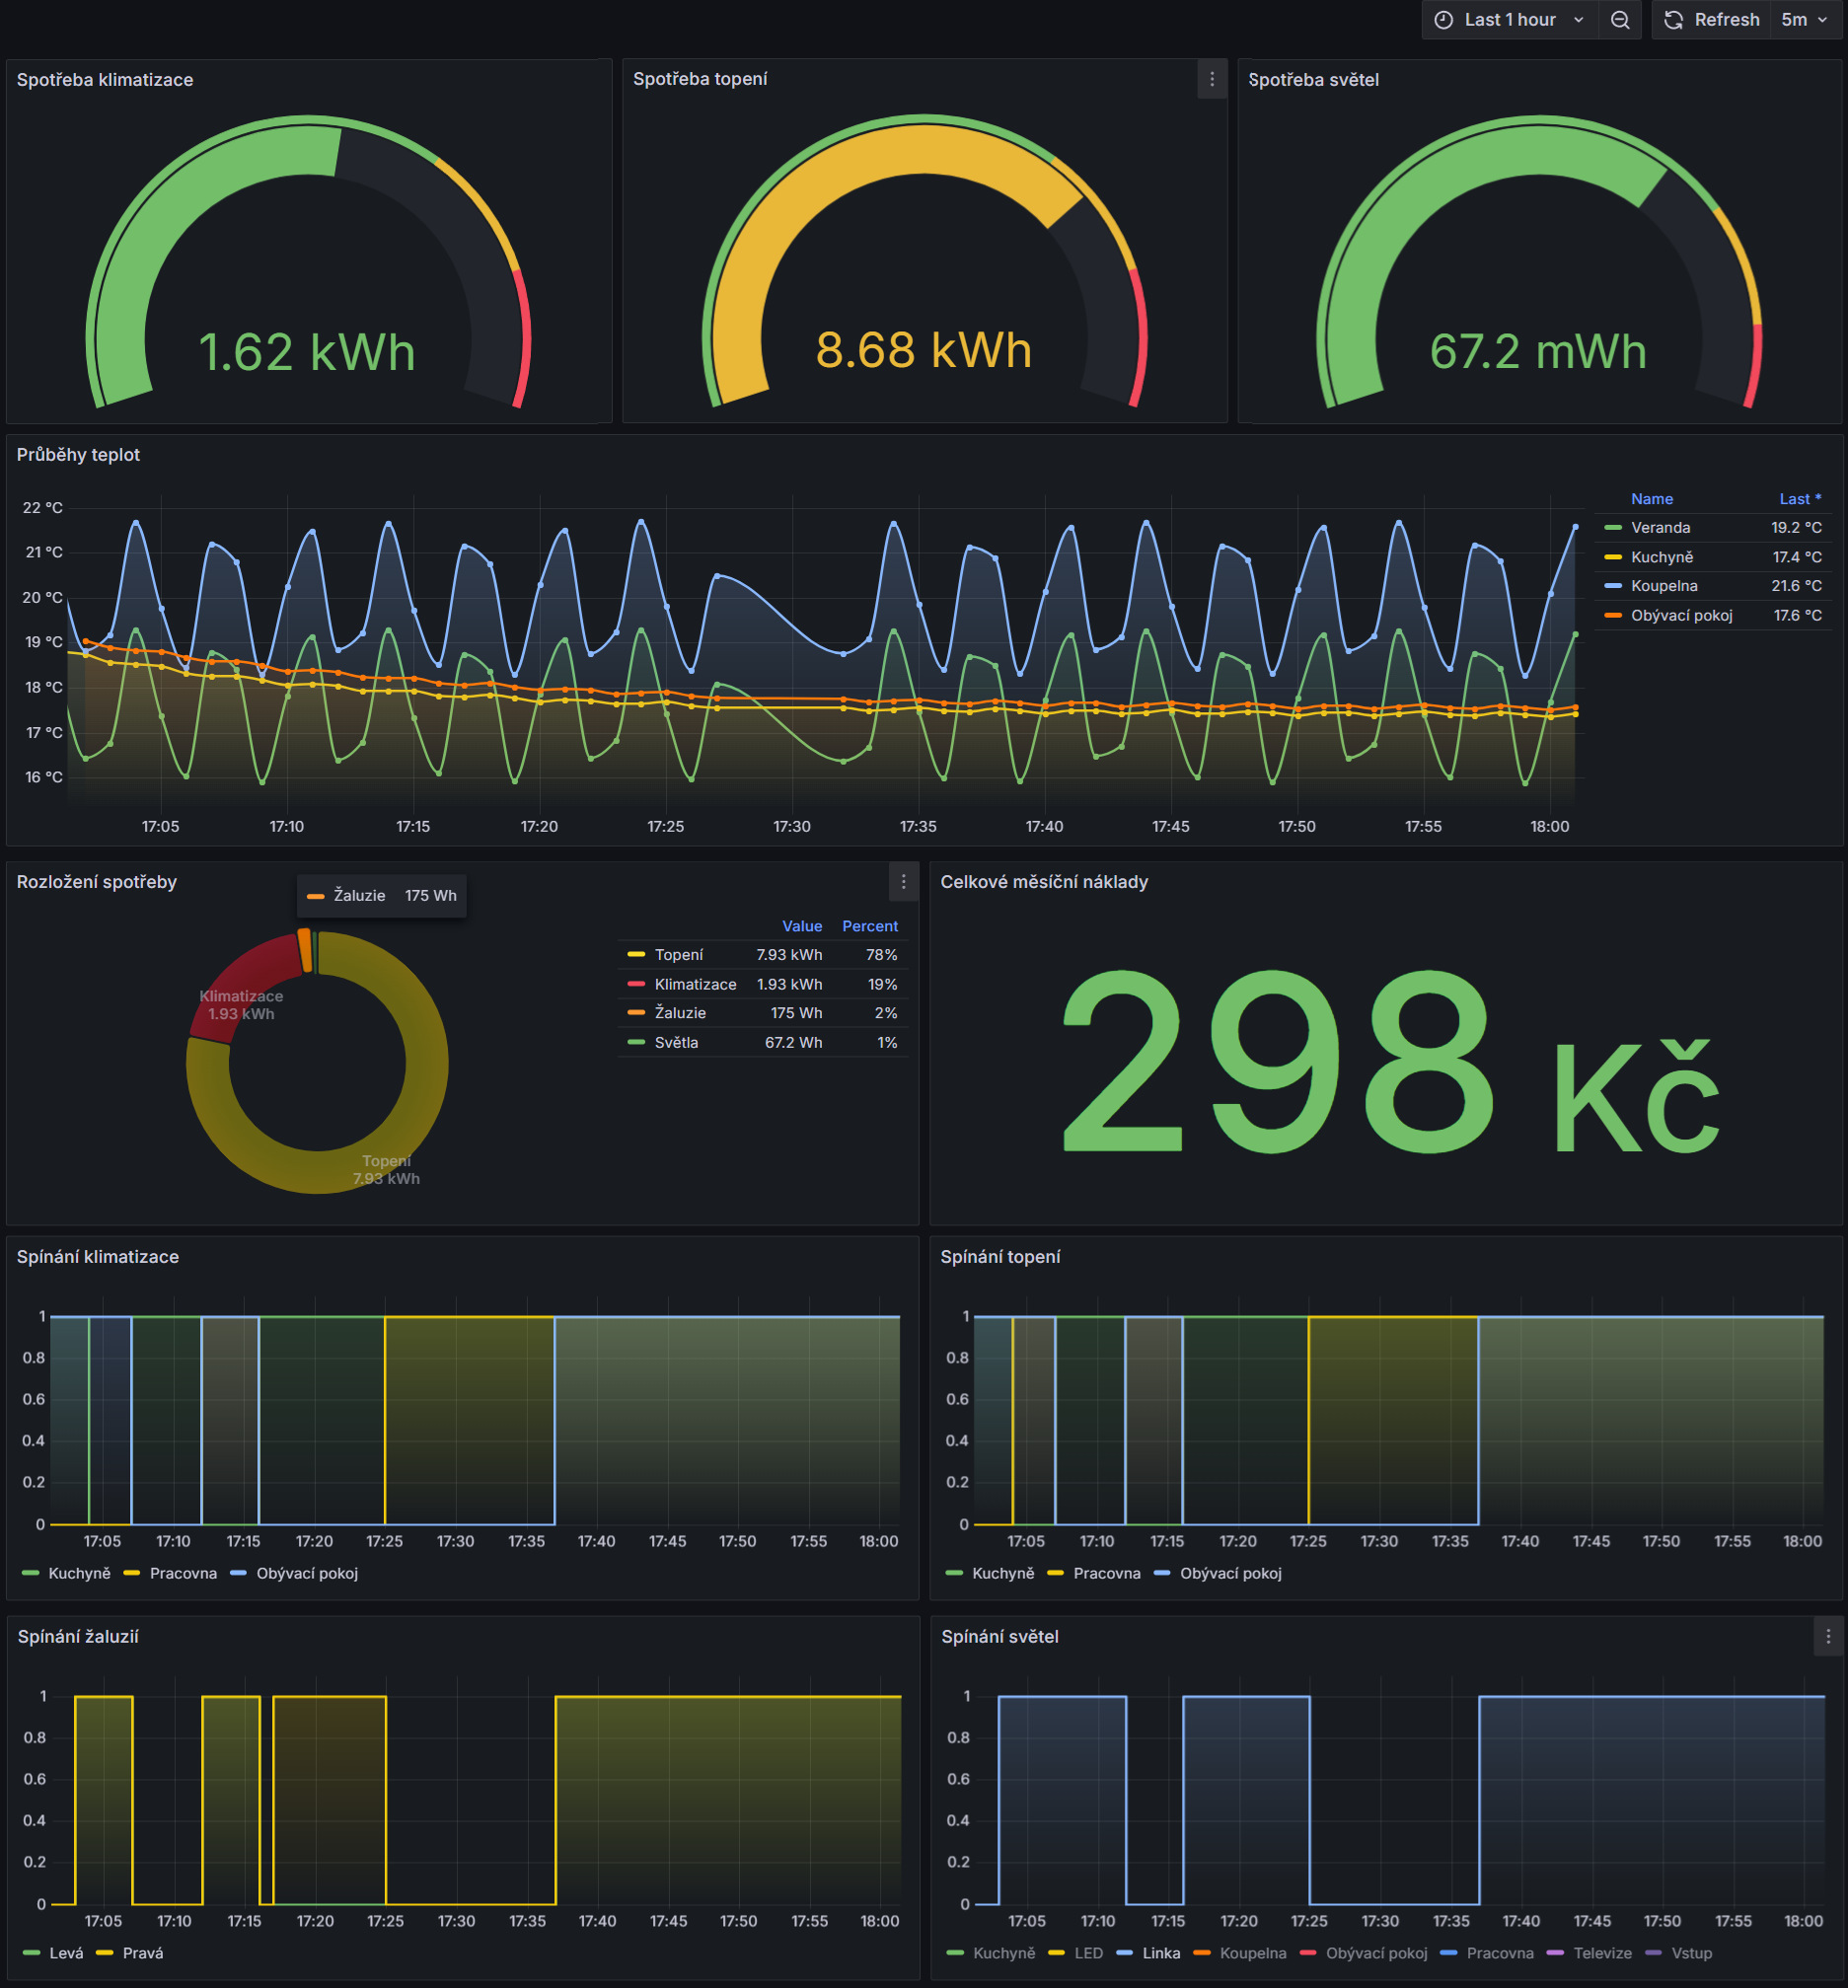 Last 1 hour Refresh 5m
Spotřeba klimatizace
1.62 kWh
Spotřeba topení
8.68 kWh
Spotřeba světel
67.2 mWh
Průběhy teplot
22 °C
21 °C
20 °C
19 °C
18 °C
17 °C
16 °C
17:05 17:10 17:15 17:20 17:25 17:30 17:35 17:40 17:45 17:50 17:55 18:00
Name Last *
Veranda 19.2 °C
Kuchyně 17.4 °C
Koupelna 21.6 °C
Obývací pokoj 17.6 °C
Rozložení spotřeby
Žaluzie 175 Wh
Klimatizace
1.93 kWh
Topení
7.93 kWh
Value Percent
Topení 7.93 kWh 78%
Klimatizace 1.93 kWh 19%
Žaluzie 175 Wh 2%
Světla 67.2 Wh 1%
Celkové měsíční náklady
298 Kč
Spínání klimatizace
1
0.8
0.6
0.4
0.2
0
17:05 17:10 17:15 17:20 17:25 17:30 17:35 17:40 17:45 17:50 17:55 18:00
Kuchyně Pracovna Obývací pokoj
Spínání topení
1
0.8
0.6
0.4
0.2
0
17:05 17:10 17:15 17:20 17:25 17:30 17:35 17:40 17:45 17:50 17:55 18:00
Kuchyně Pracovna Obývací pokoj
Spínání žaluzií
1
0.8
0.6
0.4
0.2
0
17:05 17:10 17:15 17:20 17:25 17:30 17:35 17:40 17:45 17:50 17:55 18:00
Levá Pravá
Spínání světel
1
0.8
0.6
0.4
0.2
0
17:05 17:10 17:15 17:20 17:25 17:30 17:35 17:40 17:45 17:50 17:55 18:00
Kuchyně LED Linka Koupelna Obývací pokoj Pracovna Televize Vstup